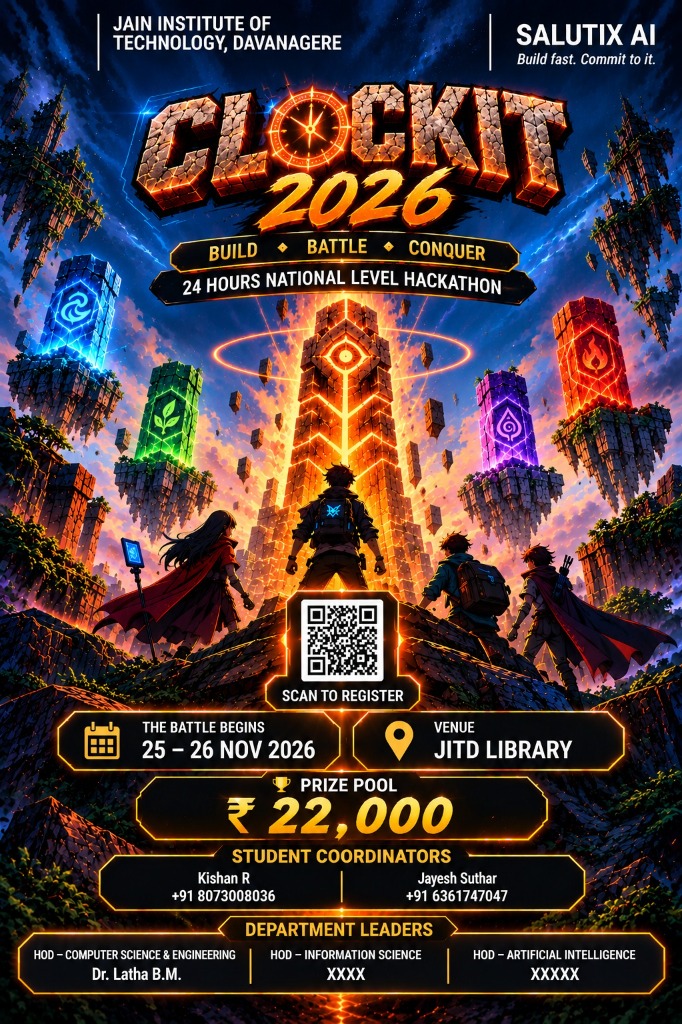 JAIN INSTITUTE OF
TECHNOLOGY, DAVANAGERE
SALUTIX AI
Build fast. Commit to it.
CLOCKIT
2026
BUILD ◆ BATTLE ◆ CONQUER
24 HOURS NATIONAL LEVEL HACKATHON
SCAN TO REGISTER
THE BATTLE BEGINS
25 – 26 NOV 2026
VENUE
JITD LIBRARY
PRIZE POOL
₹ 22,000
STUDENT COORDINATORS
Kishan R
+91 8073008036
Jayesh Suthar
+91 6361747047
DEPARTMENT LEADERS
HOD – COMPUTER SCIENCE & ENGINEERING
Dr. Latha B.M.
HOD – INFORMATION SCIENCE
XXXX
HOD – ARTIFICIAL INTELLIGENCE
XXXXX